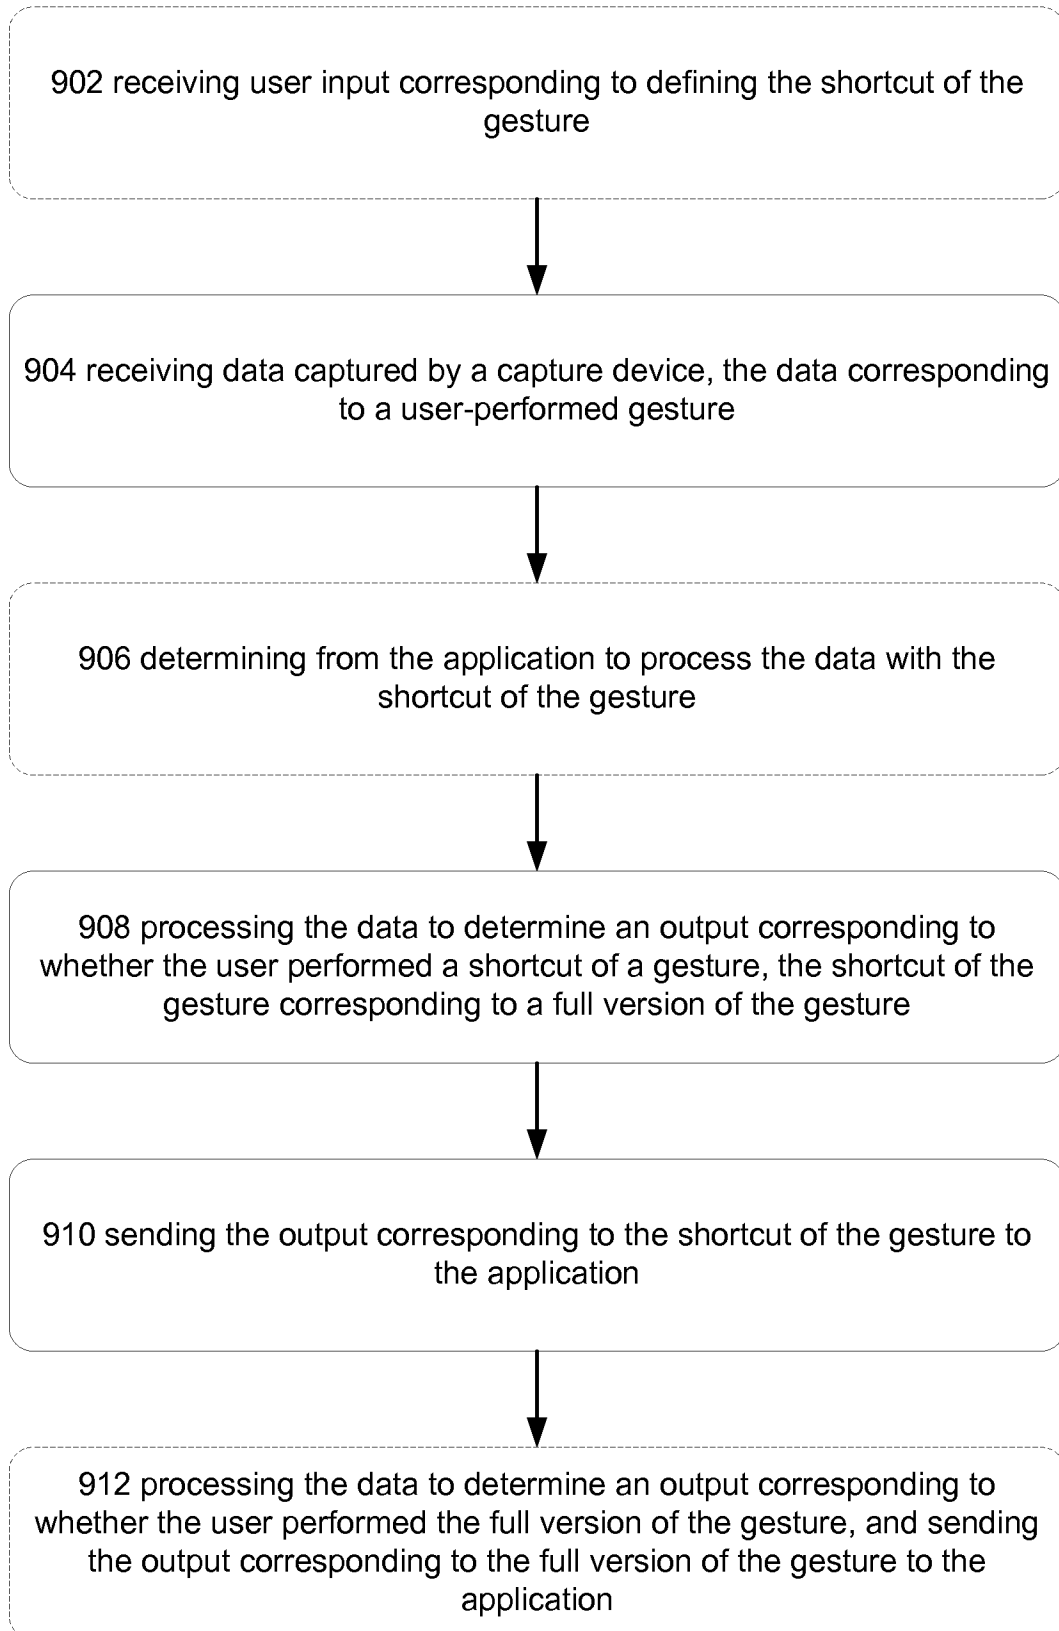 902 receiving user input corresponding to defining the shortcut of the
gesture
904 receiving data captured by a capture device, the data corresponding
to a user-performed gesture
906 determining from the application to process the data with the
shortcut of the gesture
908 processing the data to determine an output corresponding to
whether the user performed a shortcut of a gesture, the shortcut of the
gesture corresponding to a full version of the gesture
910 sending the output corresponding to the shortcut of the gesture to
the application
912 processing the data to determine an output corresponding to
whether the user performed the full version of the gesture, and sending
the output corresponding to the full version of the gesture to the
application